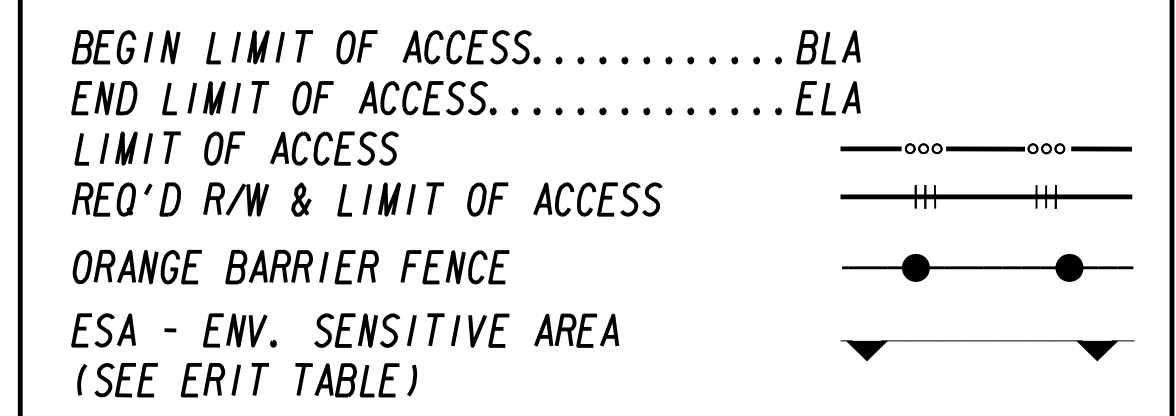 BEGIN LIMIT OF ACCESS............BLA
END LIMIT OF ACCESS..............ELA
LIMIT OF ACCESS
REQ'D R/W & LIMIT OF ACCESS
ORANGE BARRIER FENCE
ESA - ENV. SENSITIVE AREA
(SEE ERIT TABLE)